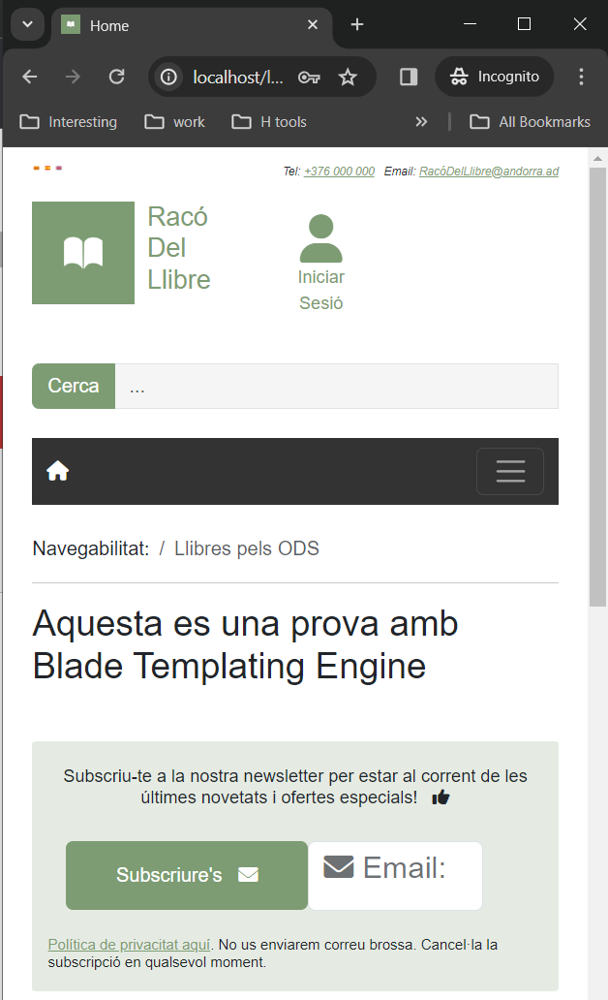 Home
localhost/l...
Incognito
Interesting work H tools All Bookmarks
Tel: +376 000 000 Email: RacóDelLlibre@andorra.ad
Racó
Del
Llibre
Iniciar
Sesió
Cerca ...
Navegabilitat: / Llibres pels ODS
Aquesta es una prova amb
Blade Templating Engine
Subscriu-te a la nostra newsletter per estar al corrent de les
últimes novetats i ofertes especials!
Subscriure's Email:
Política de privacitat aquí. No us enviarem correu brossa. Cancel·la la
subscripció en qualsevol moment.